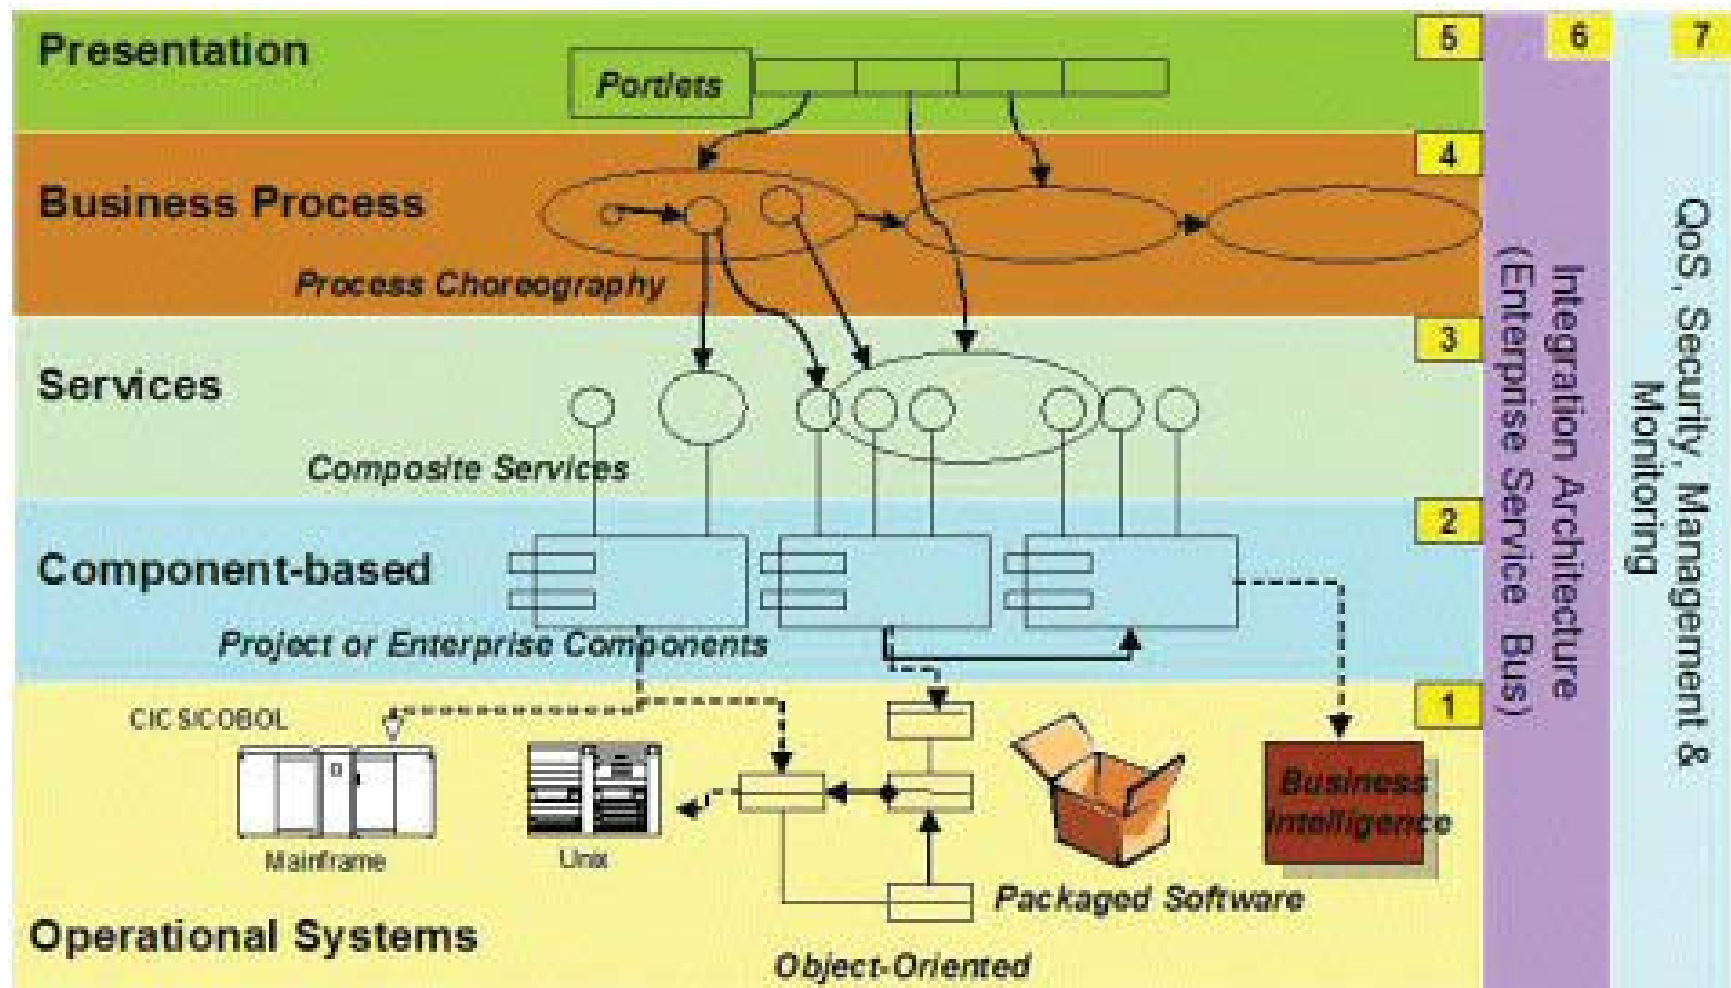 Presentation
5
6
7
Portlets
4
Business Process
Process Choreography
3
Services
Composite Services
2
Component-based
Project or Enterprise Components
1
CICS/COBOL
Mainframe
Unix
Business
Intelligence
Packaged Software
Operational Systems
Object-Oriented
Integration Architecture
(Enterprise Service Bus)
QoS, Security, Management &
Monitoring